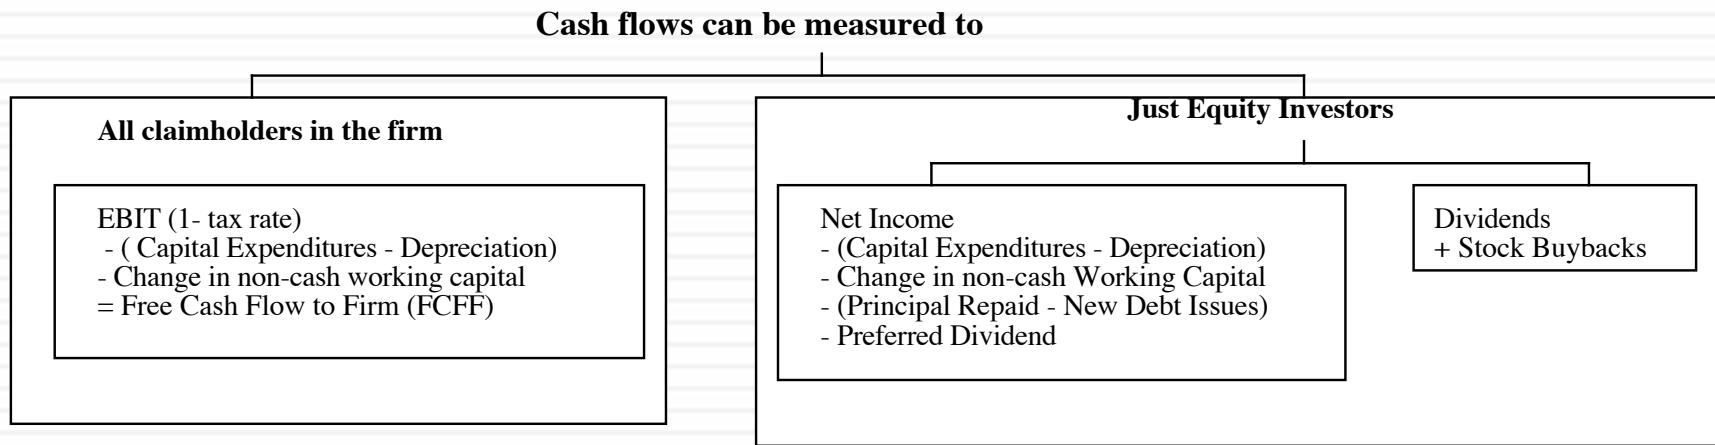 Cash flows can be measured to
All claimholders in the firm
EBIT (1- tax rate)
- ( Capital Expenditures - Depreciation)
- Change in non-cash working capital
= Free Cash Flow to Firm (FCFF)
Just Equity Investors
Net Income
- (Capital Expenditures - Depreciation)
- Change in non-cash Working Capital
- (Principal Repaid - New Debt Issues)
- Preferred Dividend
Dividends
+ Stock Buybacks